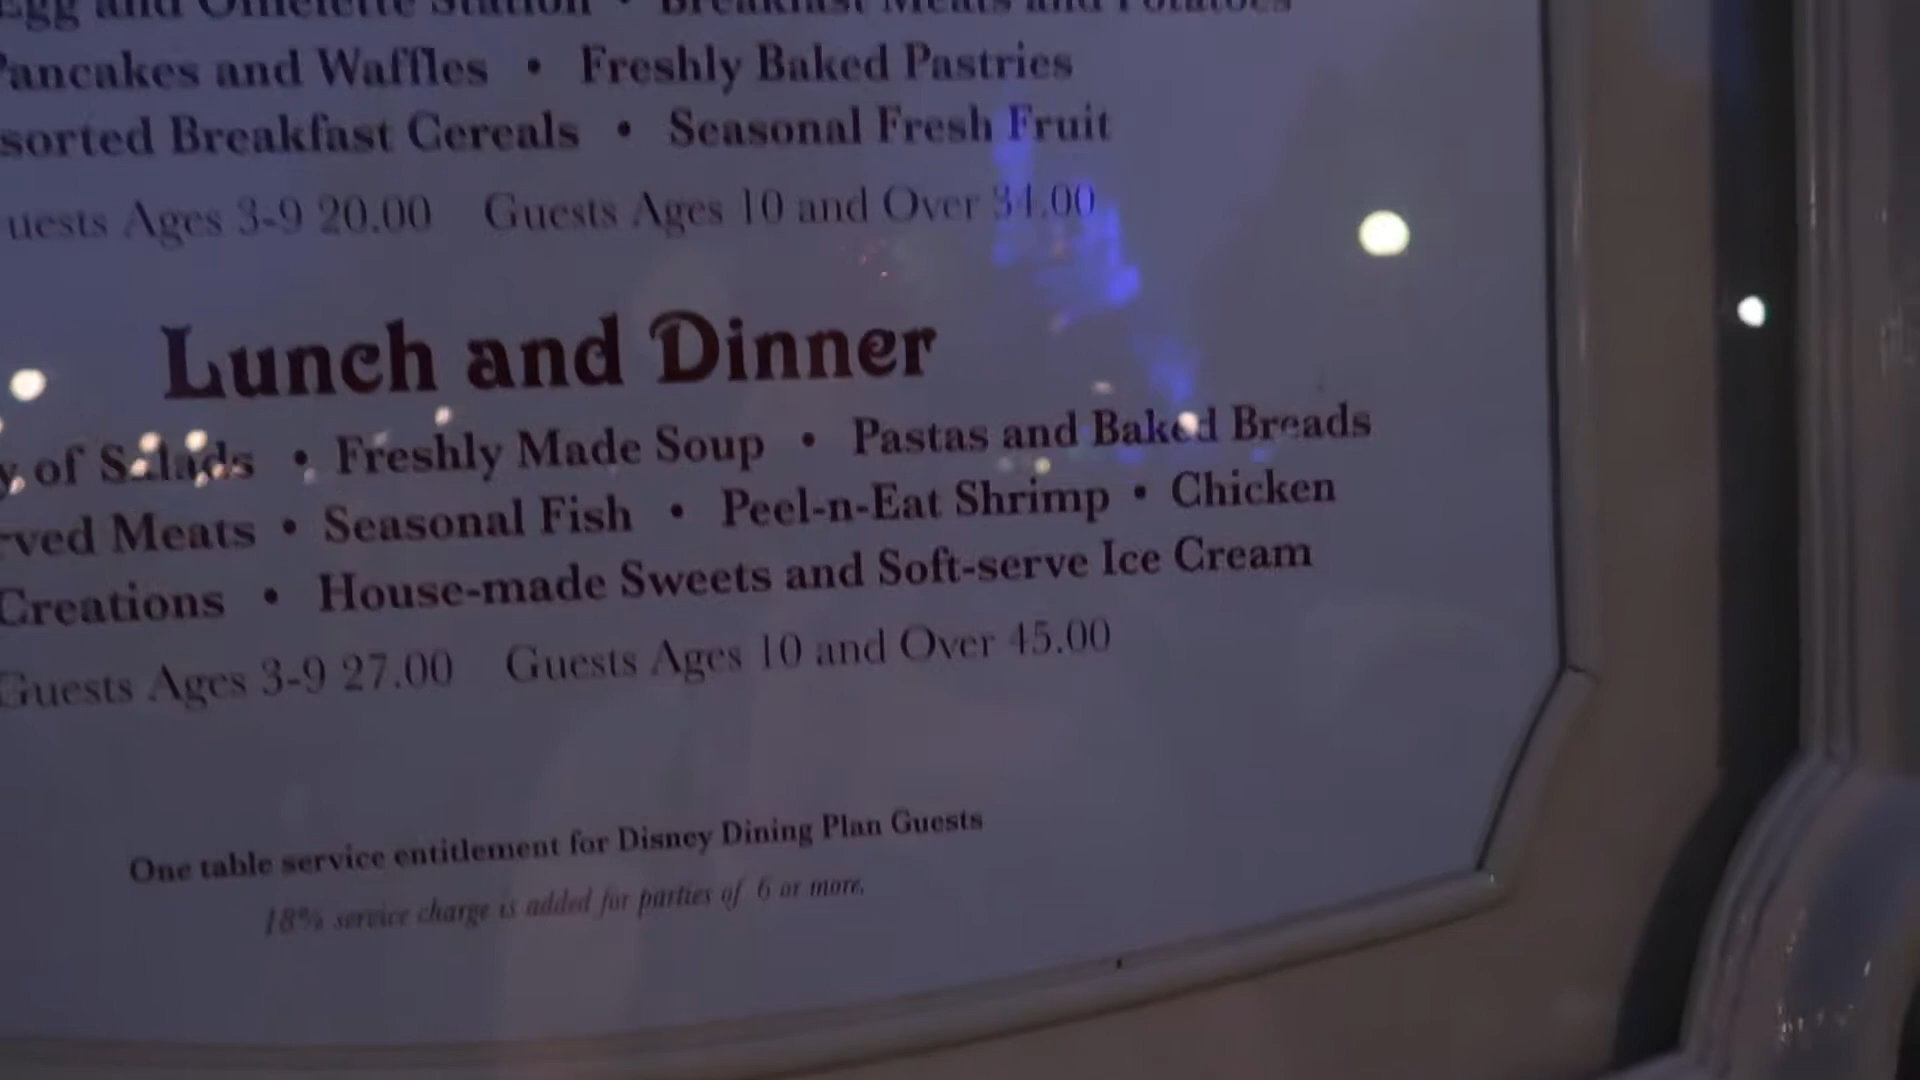 Egg and Omelette Station • Breakfast Meats and Potatoes
Pancakes and Waffles • Freshly Baked Pastries
sorted Breakfast Cereals • Seasonal Fresh Fruit
uests Ages 3-9 20.00 Guests Ages 10 and Over 34.00
Lunch and Dinner
y of Salads • Freshly Made Soup • Pastas and Baked Breads
rved Meats • Seasonal Fish • Peel-n-Eat Shrimp • Chicken
Creations • House-made Sweets and Soft-serve Ice Cream
Guests Ages 3-9 27.00 Guests Ages 10 and Over 45.00
One table service entitlement for Disney Dining Plan Guests
18% service charge is added for parties of 6 or more.